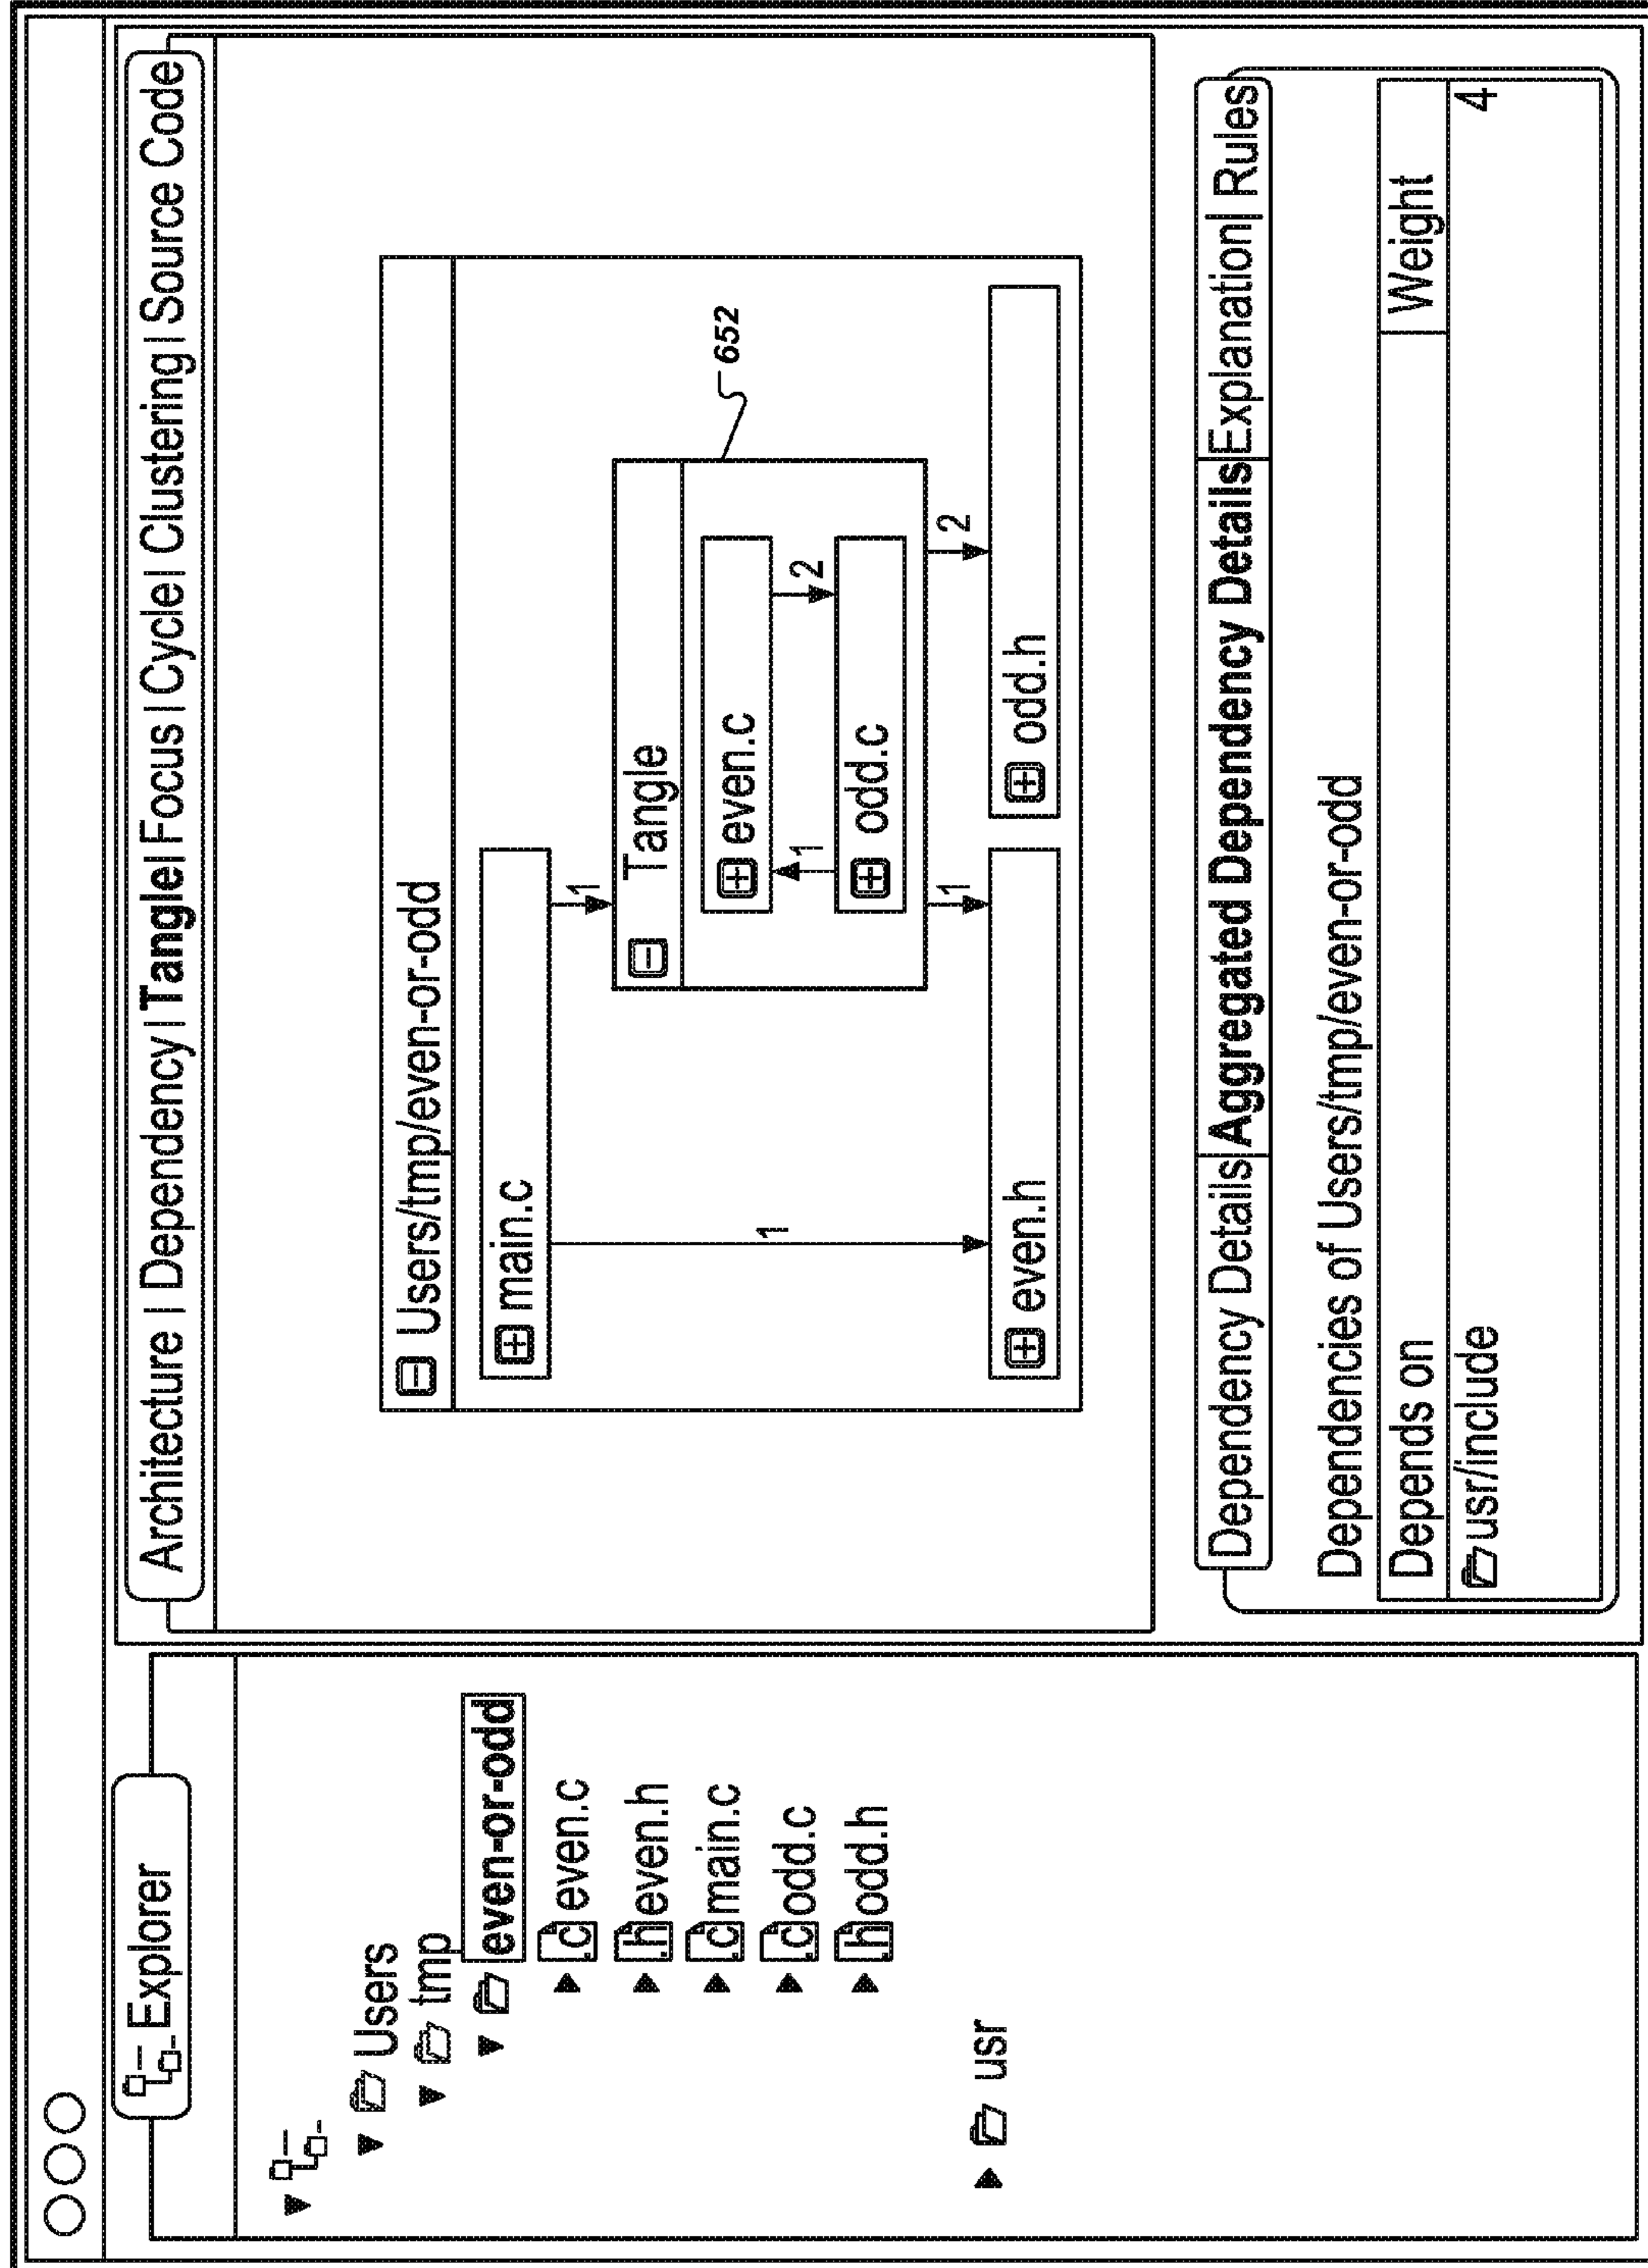 Explorer
Users
tmp
even-or-odd
.c even.c
.h even.h
.c main.c
.c odd.c
.h odd.h
usr
Architecture | Dependency | Tangle | Focus | Cycle | Clustering | Source Code
Users/tmp/even-or-odd
main.c
1
Tangle
652
even.c
1
2
odd.c
1
1
2
even.h
odd.h
Dependency Details Aggregated Dependency Details Explanation | Rules
Dependencies of Users/tmp/even-or-odd
Depends on Weight
usr/include 4